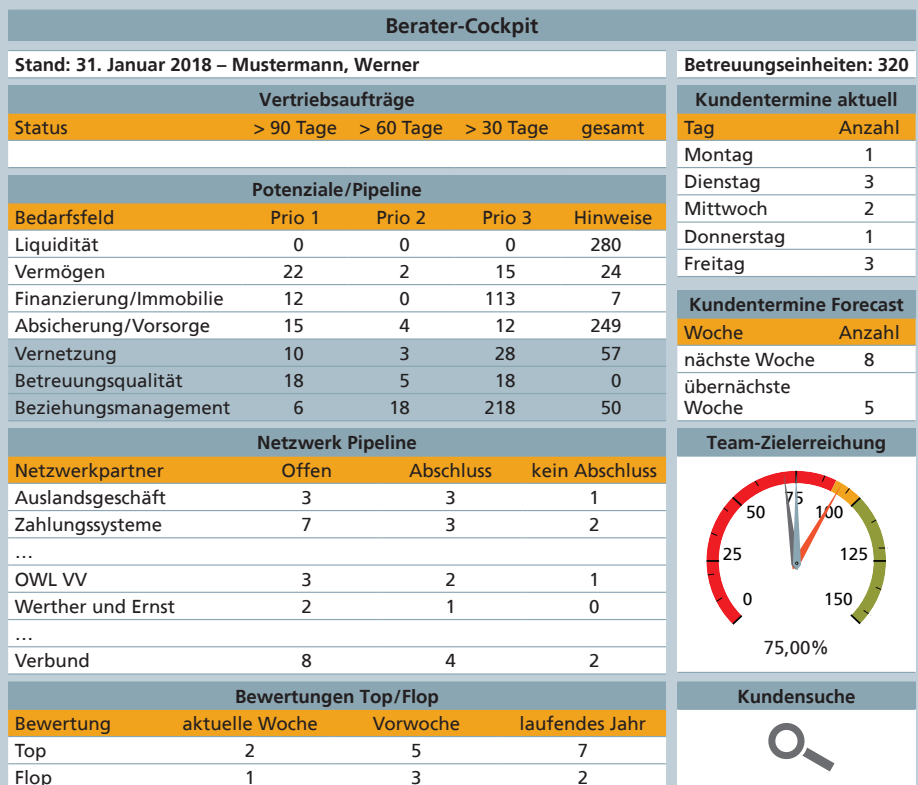 Berater-Cockpit
Stand: 31. Januar 2018 – Mustermann, Werner
Betreuungseinheiten: 320
Vertriebsaufträge
Status > 90 Tage > 60 Tage > 30 Tage gesamt
Potenziale/Pipeline
Bedarfsfeld Prio 1 Prio 2 Prio 3 Hinweise
Liquidität 0 0 0 280
Vermögen 22 2 15 24
Finanzierung/Immobilie 12 0 113 7
Absicherung/Vorsorge 15 4 12 249
Vernetzung 10 3 28 57
Betreuungsqualität 18 5 18 0
Beziehungsmanagement 6 18 218 50
Netzwerk Pipeline
Netzwerkpartner Offen Abschluss kein Abschluss
Auslandsgeschäft 3 3 1
Zahlungssysteme 7 3 2
…
OWL VV 3 2 1
Werther und Ernst 2 1 0
…
Verbund 8 4 2
Bewertungen Top/Flop
Bewertung aktuelle Woche Vorwoche laufendes Jahr
Top 2 5 7
Flop 1 3 2
Kundentermine aktuell
Tag Anzahl
Montag 1
Dienstag 3
Mittwoch 2
Donnerstag 1
Freitag 3
Kundentermine Forecast
Woche Anzahl
nächste Woche 8
übernächste
Woche 5
Team-Zielerreichung
0
25
50
75
100
125
150
75,00%
Kundensuche